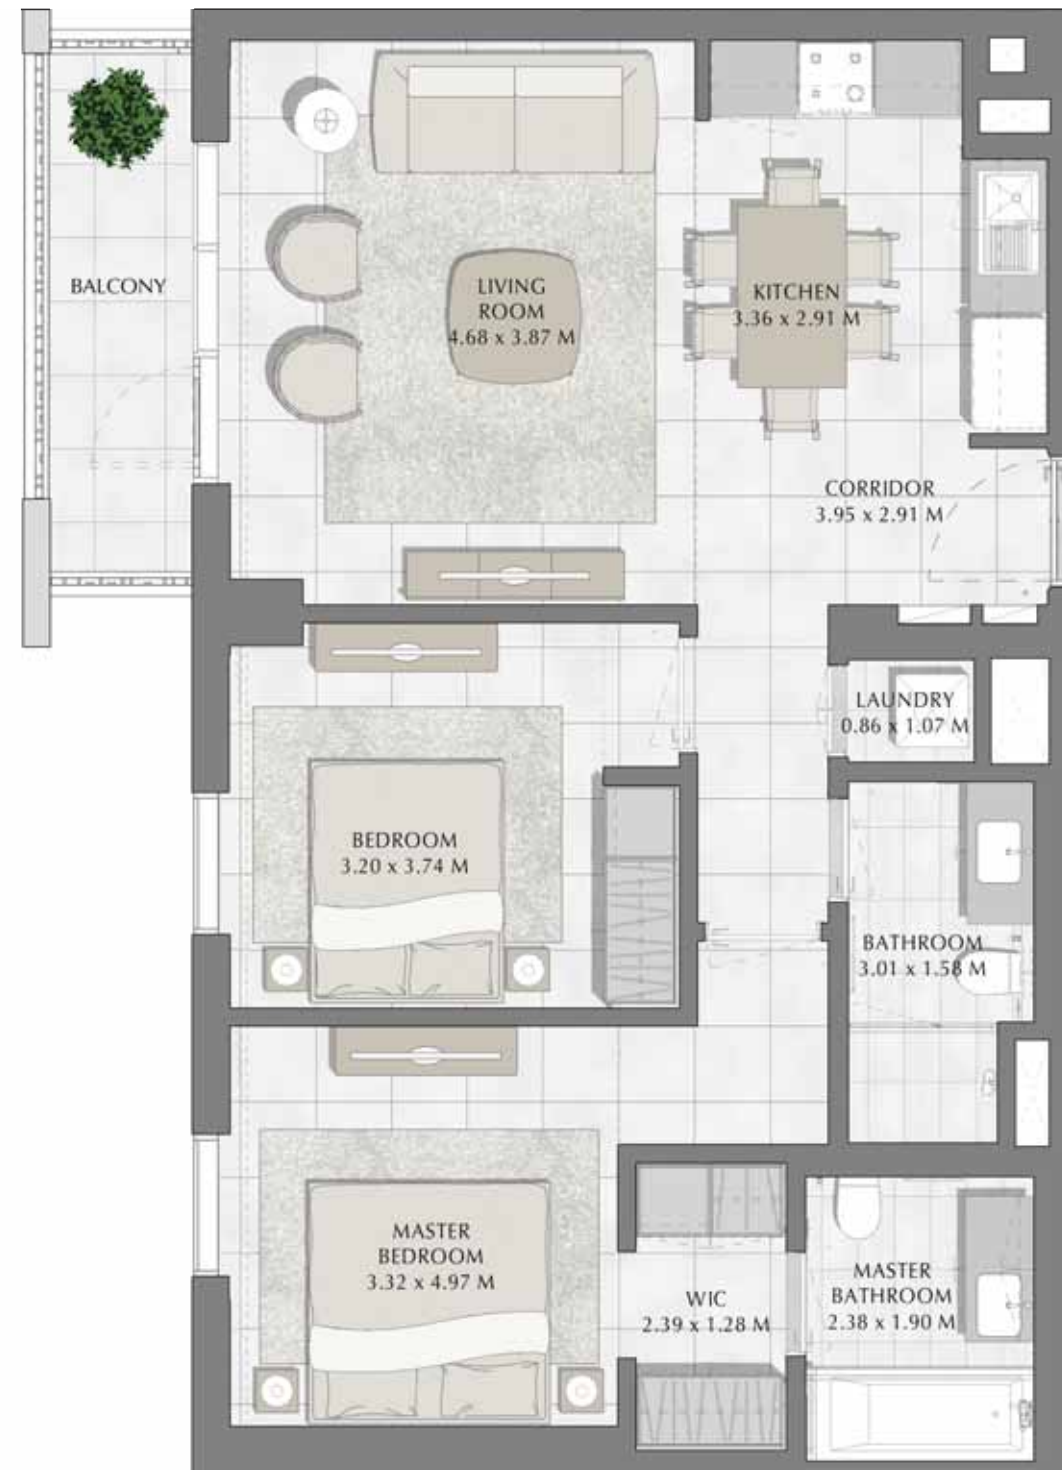 BALCONY
LIVING
ROOM
4.68 x 3.87 M
KITCHEN
3.36 x 2.91 M
CORRIDOR
3.95 x 2.91 M
LAUNDRY
0.86 x 1.07 M
BEDROOM
3.20 x 3.74 M
BATHROOM
3.01 x 1.58 M
MASTER
BEDROOM
3.32 x 4.97 M
WIC
2.39 x 1.28 M
MASTER
BATHROOM
2.38 x 1.90 M